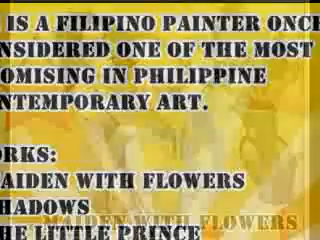 IS A FILIPINO PAINTER ONCE
NSIDERED ONE OF THE MOST
OMISING IN PHILIPPINE
NTEMPORARY ART.
ORKS:
AIDEN WITH FLOWERS
HADOWS
MAIDEN WITH FLOWERS
HE LITTLE PRINCE